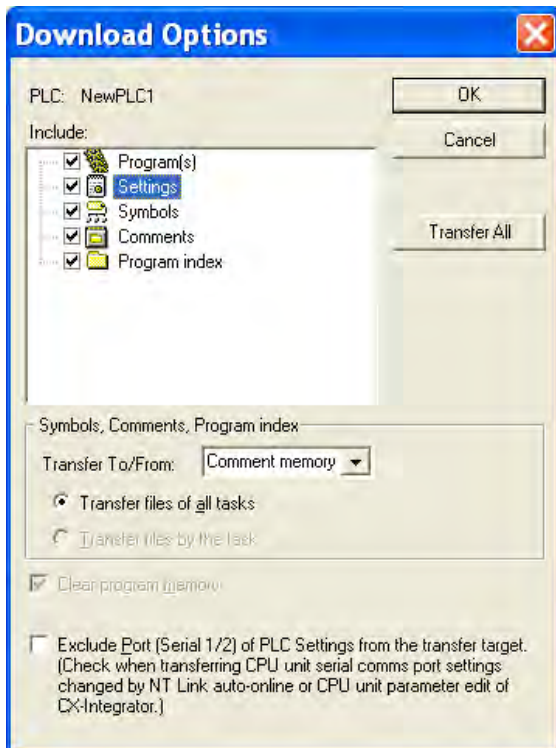 Download Options
PLC: NewPLC1
OK
Include:
Cancel
Program(s)
Settings
Symbols
Transfer All
Comments
Program index
Symbols, Comments, Program index
Transfer To/From: Comment memory
Transfer files of all tasks
Transfer files by the task
Clear program memory
Exclude Port (Serial 1/2) of PLC Settings from the transfer target.
(Check when transferring CPU unit serial comms port settings
changed by NT Link auto-online or CPU unit parameter edit of
CX-Integrator.)